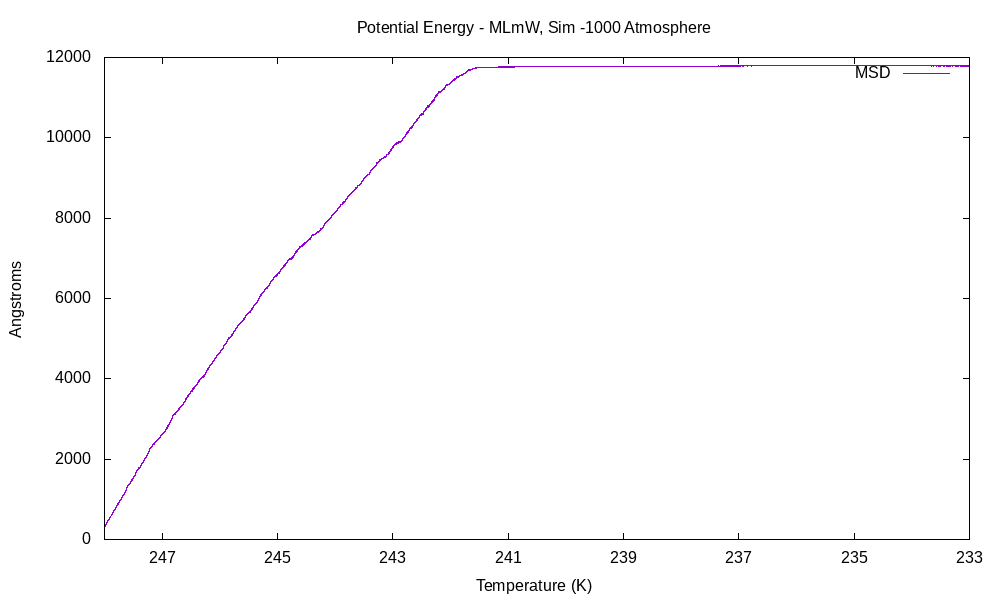 Potential Energy - MLmW, Sim -1000 Atmosphere
12000
10000
8000
6000
4000
2000
0
Angstroms
MSD
247 245 243 241 239 237 235 233
Temperature (K)